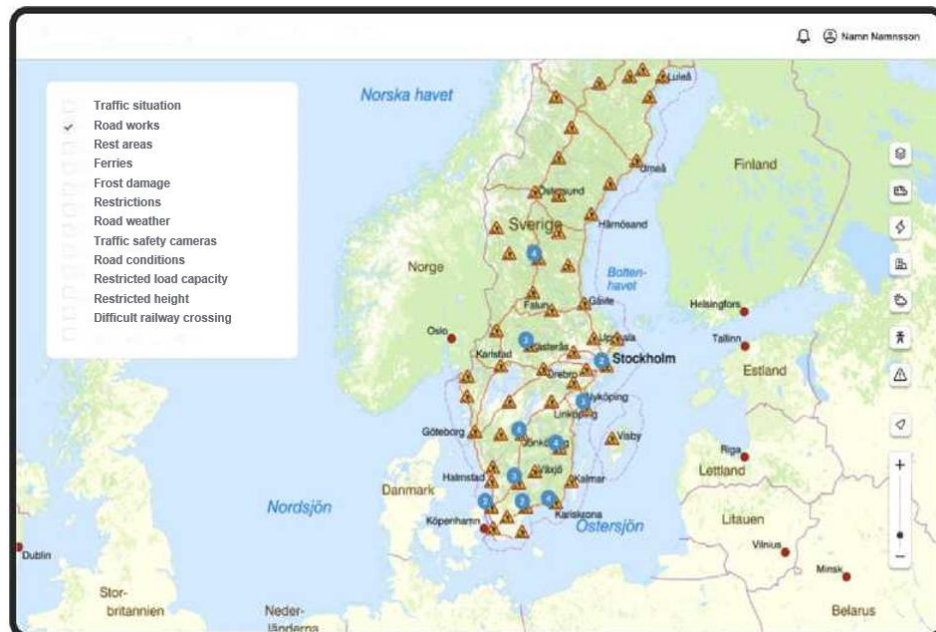 Namn Namnsson
Traffic situation
Road works
Rest areas
Ferries
Frost damage
Restrictions
Road weather
Traffic safety cameras
Road conditions
Restricted load capacity
Restricted height
Difficult railway crossing
Norska havet
Luleå
Umeå
Finland
Östersund
Sverige
Härnösand
Norge
Botten-
havet
Falun
Gävle
Helsingfors
Oslo
Uppsala
Tallinn
Västerås
Karlstad
Stockholm
Örebro
Estland
Nyköping
Linköping
Göteborg
Jönköping
Visby
Riga
Halmstad
Växjö
Kalmar
Lettland
Danmark
Nordsjön
Karlskrona
Köpenhamn
Östersjön
Litauen
Dublin
Vilnius
Minsk
Stor-
britannien
Neder-
länderna
Belarus